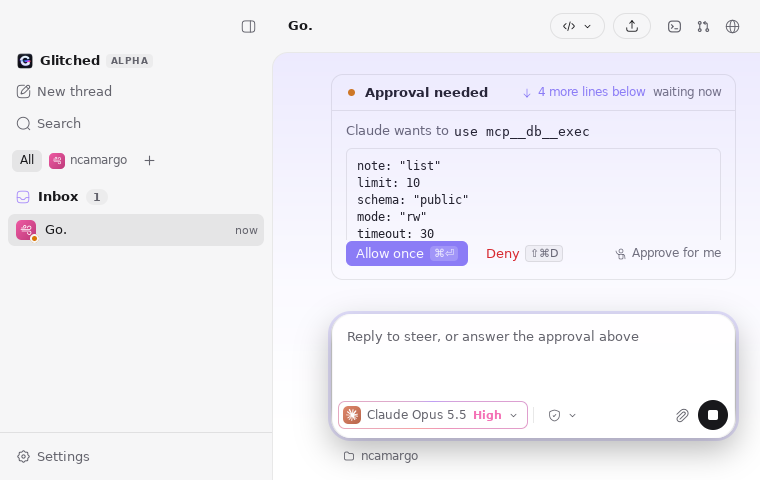 Go.
Glitched ALPHA
New thread
Search
All ncamargo
Inbox 1
Go. now
Settings
Approval needed 4 more lines below waiting now
Claude wants to use mcp__db__exec
note: "list"
limit: 10
schema: "public"
mode: "rw"
timeout: 30
Allow once ⌘⏎ Deny ⇧⌘D Approve for me
Reply to steer, or answer the approval above
Claude Opus 5.5 High
ncamargo